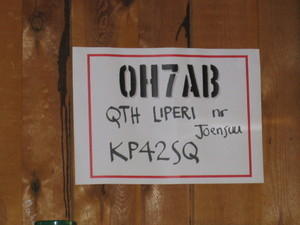 OH7AB
QTH LIPERI nr
Joensuu
KP42SQ